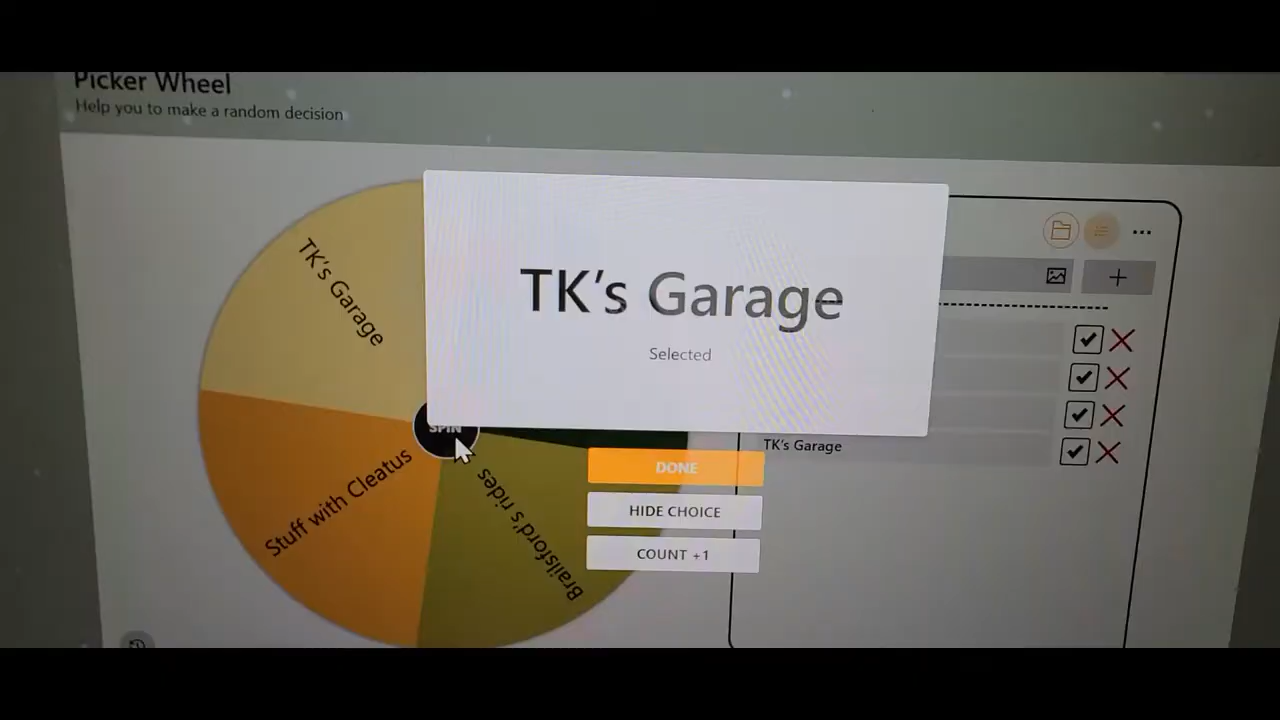 Picker Wheel
Help you to make a random decision
TK's Garage
TK's Garage
Selected
SPIN
Stuff with Cleatus
Brailsford's rides
TK's Garage
DONE
HIDE CHOICE
COUNT +1